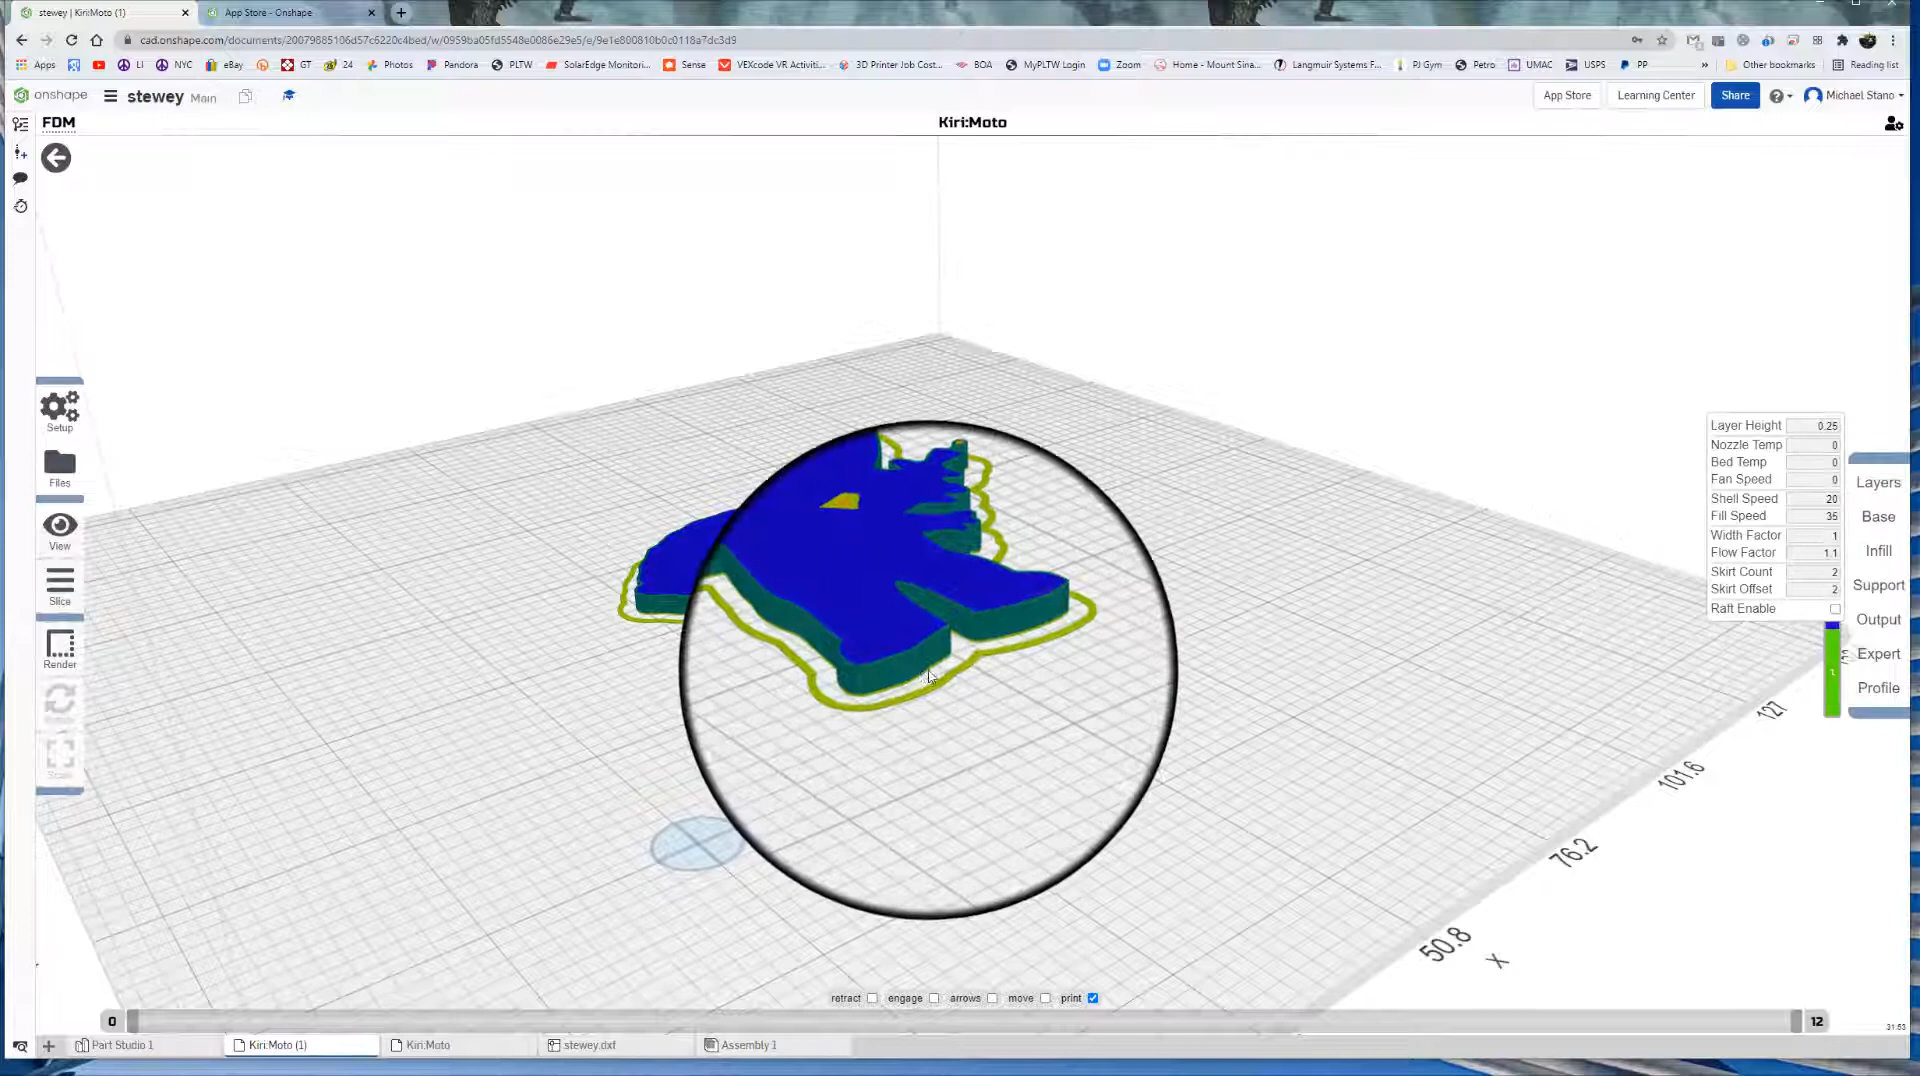 stewey | Kiri:Moto (1)
App Store - Onshape
cad.onshape.com/documents/20079885106d57c6220c4bed/w/0959ba05fd5548e0086e29e5/e/9e1e800810b0c0118a7dc3d9
Apps LI NYC eBay GT 24 Photos Pandora PLTW SolarEdge Monitori... Sense VEXcode VR Activiti... 3D Printer Job Cost... BOA MyPLTW Login Zoom Home - Mount Sina... Langmuir Systems F... PJ Gym Petro UMAC USPS PP » Other bookmarks Reading list
onshape stewey Main App Store Learning Center Share Michael Stano
FDM Kiri:Moto
Setup
Files
View
Slice
Render
Layer Height 0.25
Nozzle Temp 0
Bed Temp 0
Fan Speed 0
Shell Speed 20
Fill Speed 35
Width Factor 1
Flow Factor 1.1
Skirt Count 2
Skirt Offset 2
Raft Enable
Layers
Base
Infill
Support
Output
Expert
Profile
127
101.6
76.2
50.8
X
retract engage arrows move print
0 12
31:53
Part Studio 1 Kiri:Moto (1) Kiri:Moto stewey.dxf Assembly 1